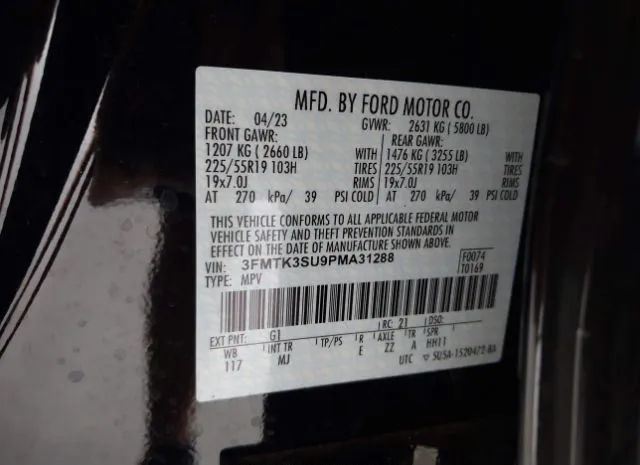 MFD. BY FORD MOTOR CO.
DATE: 04/23 GVWR: 2631 KG ( 5800 LB)
FRONT GAWR: REAR GAWR:
1207 KG ( 2660 LB) WITH 1476 KG ( 3255 LB) WITH
225/55R19 103H TIRES 225/55R19 103H TIRES
19x7.0J RIMS 19x7.0J RIMS
AT 270 kPa/ 39 PSI COLD AT 270 kPa/ 39 PSI COLD
THIS VEHICLE CONFORMS TO ALL APPLICABLE FEDERAL MOTOR
VEHICLE SAFETY AND THEFT PREVENTION STANDARDS IN
EFFECT ON THE DATE OF MANUFACTURE SHOWN ABOVE.
VIN: 3FMTK3SU9PMA31288 F0074
TYPE: MPV T0169
EXT PNT: G1 RC: 21 DSO:
WB INT TR TP/PS R AXLE TR SPR
117 MJ E ZZ A HH11
UTC ▽ 5U5A-1520472-BA